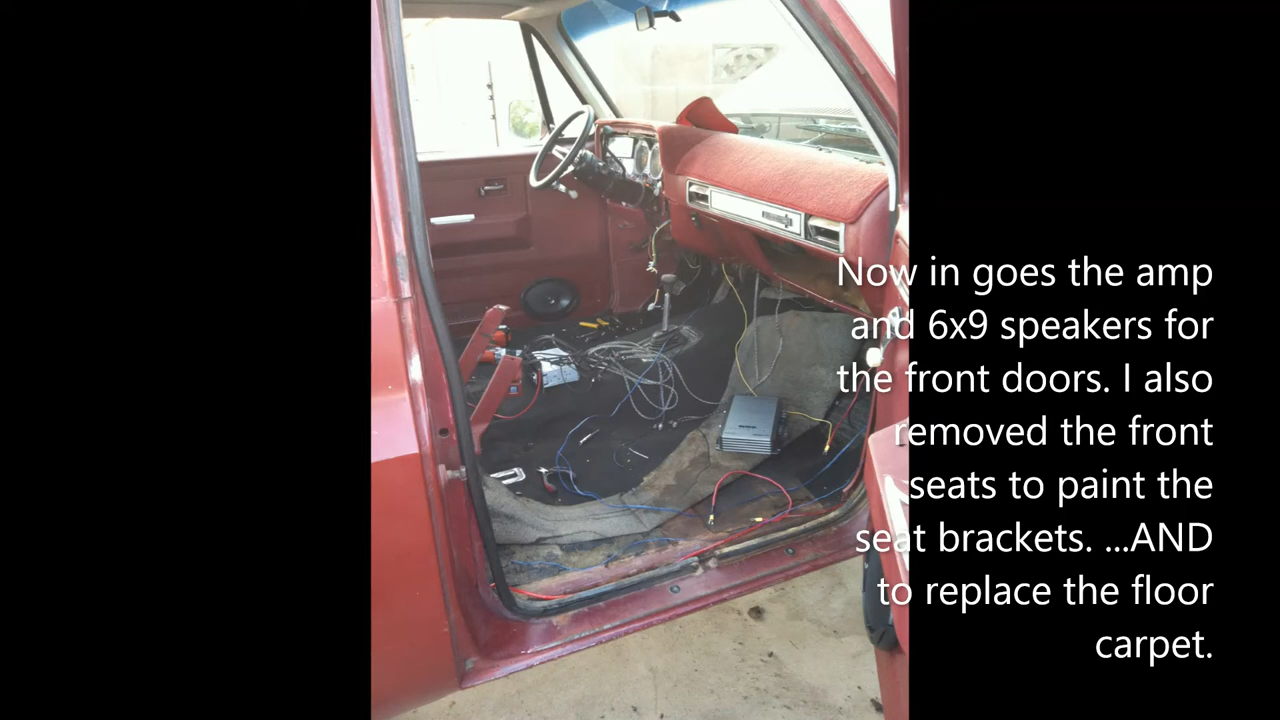 Now in goes the amp
and 6x9 speakers for
the front doors. I also
removed the front
seats to paint the
seat brackets. ...AND
to replace the floor
carpet.